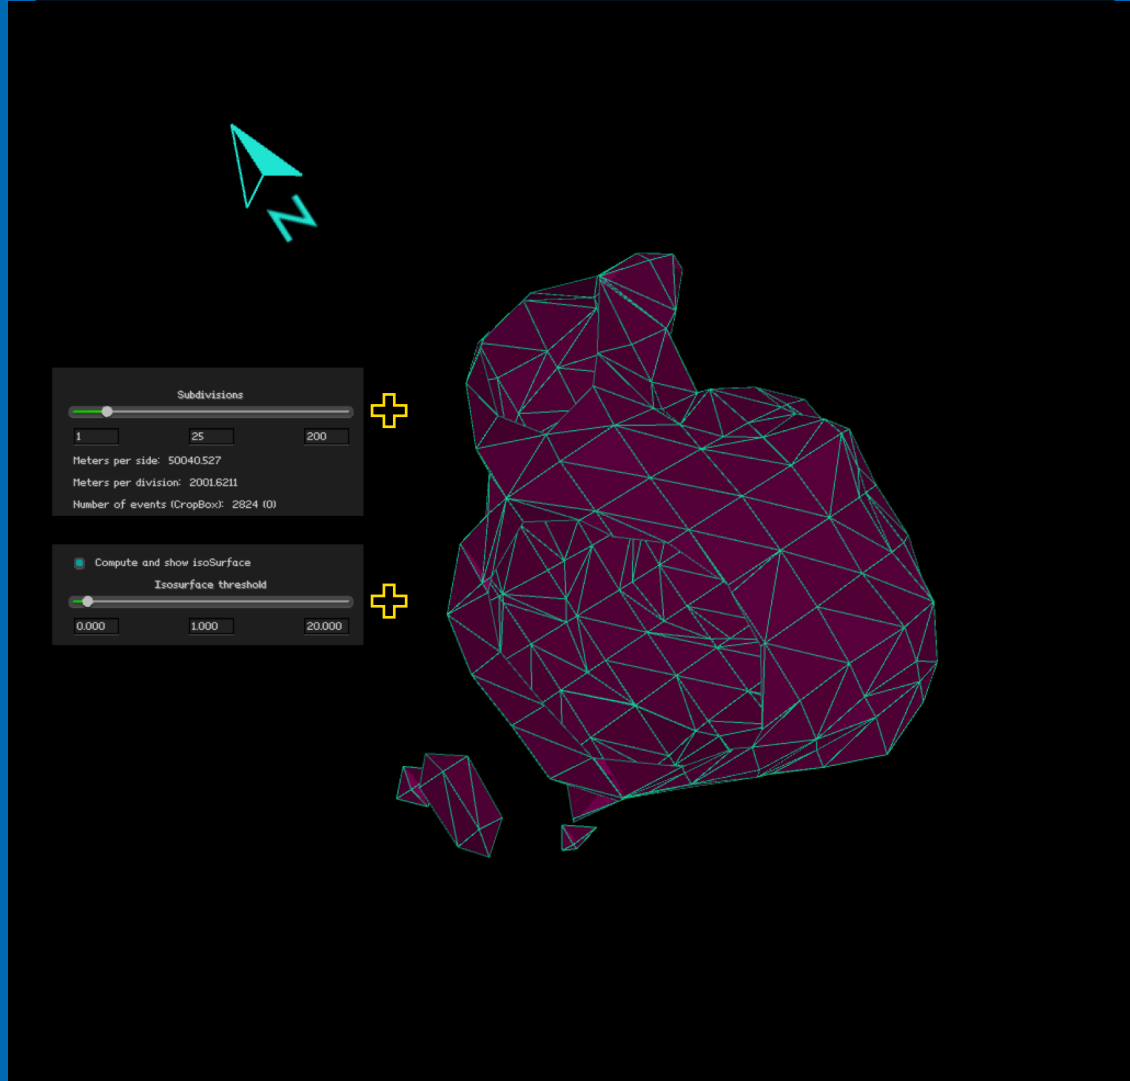 N
Subdivisions
1 25 200
Meters per side: 50040.527
Meters per division: 2001.6211
Number of events (CropBox): 2824 (0)
Compute and show isoSurface
Isosurface threshold
0.000 1.000 20.000